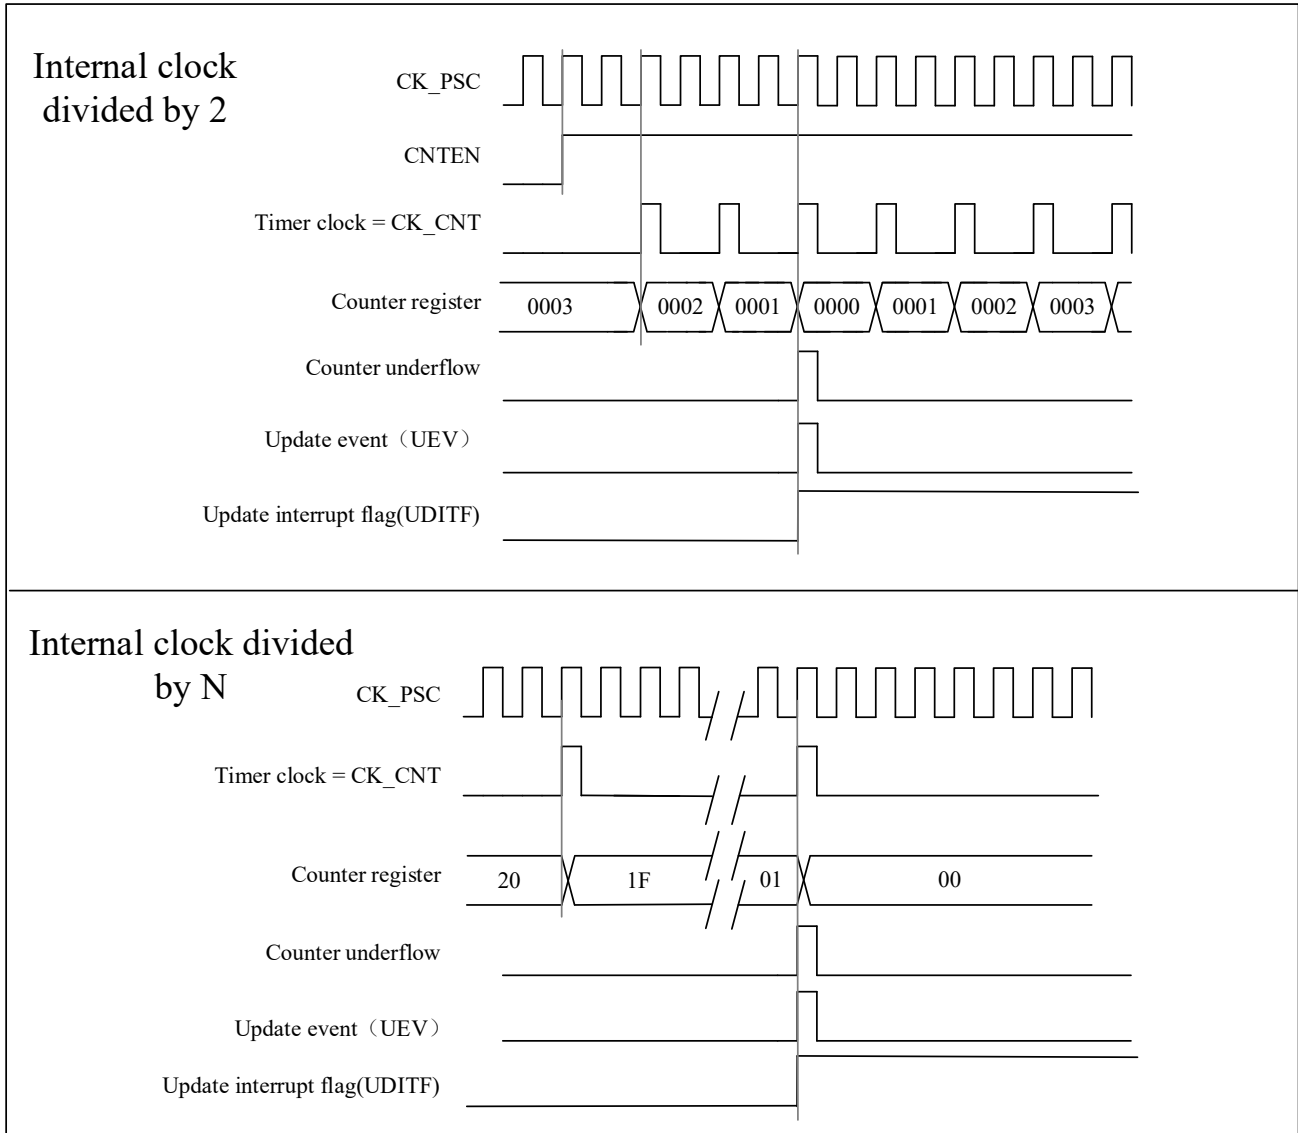 Internal clock
divided by 2
CK_PSC
CNTEN
Timer clock = CK_CNT
Counter register
0003 0002 0001 0000 0001 0002 0003
Counter underflow
Update event（UEV）
Update interrupt flag(UDITF)
Internal clock divided
by N
CK_PSC
Timer clock = CK_CNT
Counter register
20 1F 01 00
Counter underflow
Update event（UEV）
Update interrupt flag(UDITF)